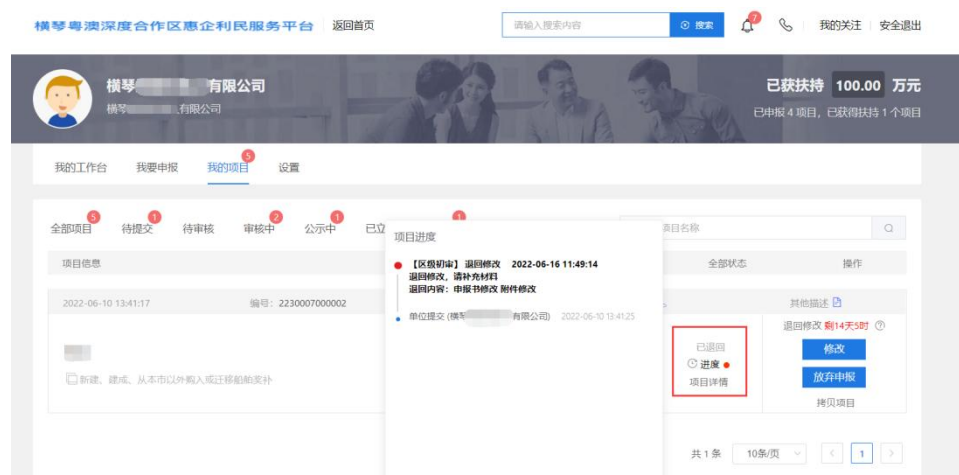 横琴粤澳深度合作区惠企利民服务平台 返回首页 请输入搜索内容 搜索 7 我的关注 安全退出
横琴 有限公司 已获扶持 100.00 万元
横琴 有限公司 已申报 4 项目，已获得扶持 1 个项目
我的工作台 我要申报 我的项目 5 设置
全部项目 5 待提交 1 待审核 审核中 2 公示中 1 已立 1 项目名称
项目进度
项目信息 全部状态 操作
【区级初审】 退回修改 2022-06-16 11:49:14
退回修改，请补充材料
退回内容：申报书修改 附件修改
2022-06-10 13:41:17 编号：2230007000002 其他描述
单位提交 (横琴 有限公司) 2022-06-10 13:41:25
退回修改 剩14天5时
已退回 修改
进度
新建、建成、从本市以外购入或迁移船舶奖补 项目详情 放弃申报
拷贝项目
共 1 条 10条/页 1